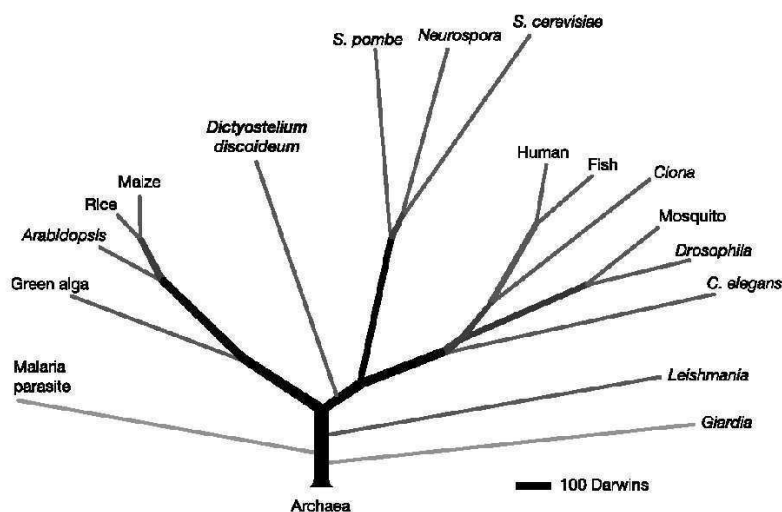 S. cerevisiae
Neurospora
S. pombe
Dictyostelium
discoideum
Human
Fish
Ciona
Maize
Rice
Mosquito
Arabidopsis
Drosophila
C. elegans
Green alga
Malaria
parasite
Leishmania
Giardia
100 Darwins
Archaea